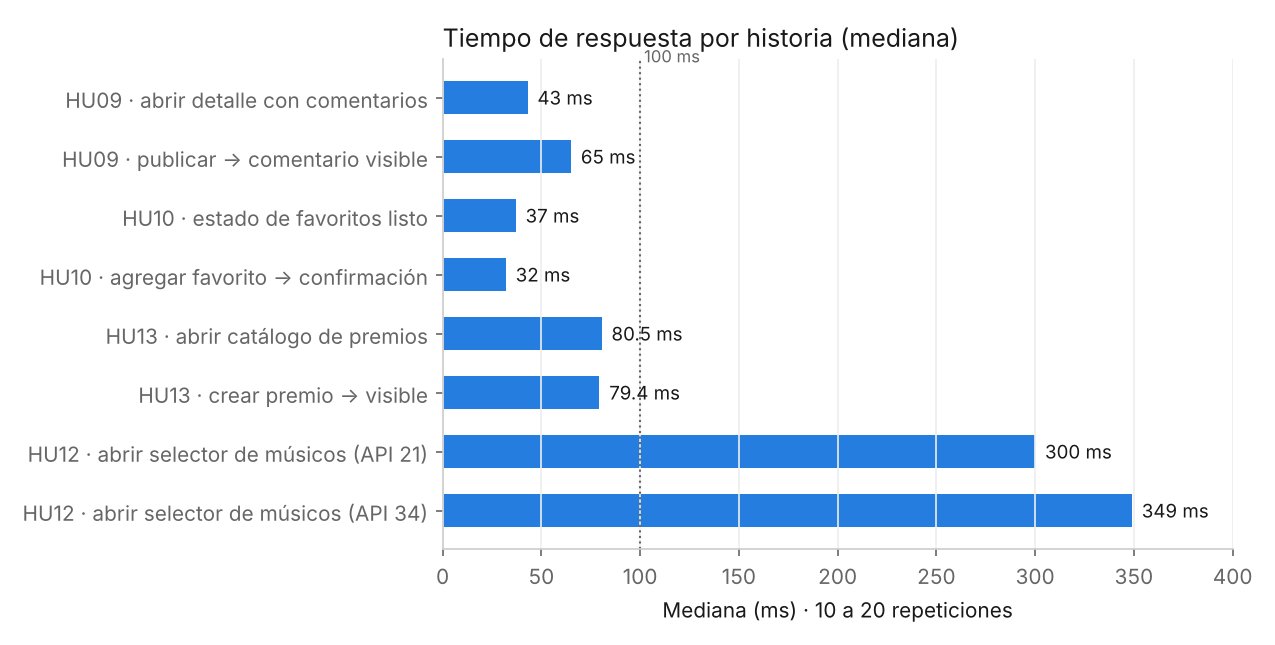 Tiempo de respuesta por historia (mediana)
100 ms
HU09 · abrir detalle con comentarios 43 ms
HU09 · publicar → comentario visible 65 ms
HU10 · estado de favoritos listo 37 ms
HU10 · agregar favorito → confirmación 32 ms
HU13 · abrir catálogo de premios 80.5 ms
HU13 · crear premio → visible 79.4 ms
HU12 · abrir selector de músicos (API 21) 300 ms
HU12 · abrir selector de músicos (API 34) 349 ms
0 50 100 150 200 250 300 350 400
Mediana (ms) · 10 a 20 repeticiones